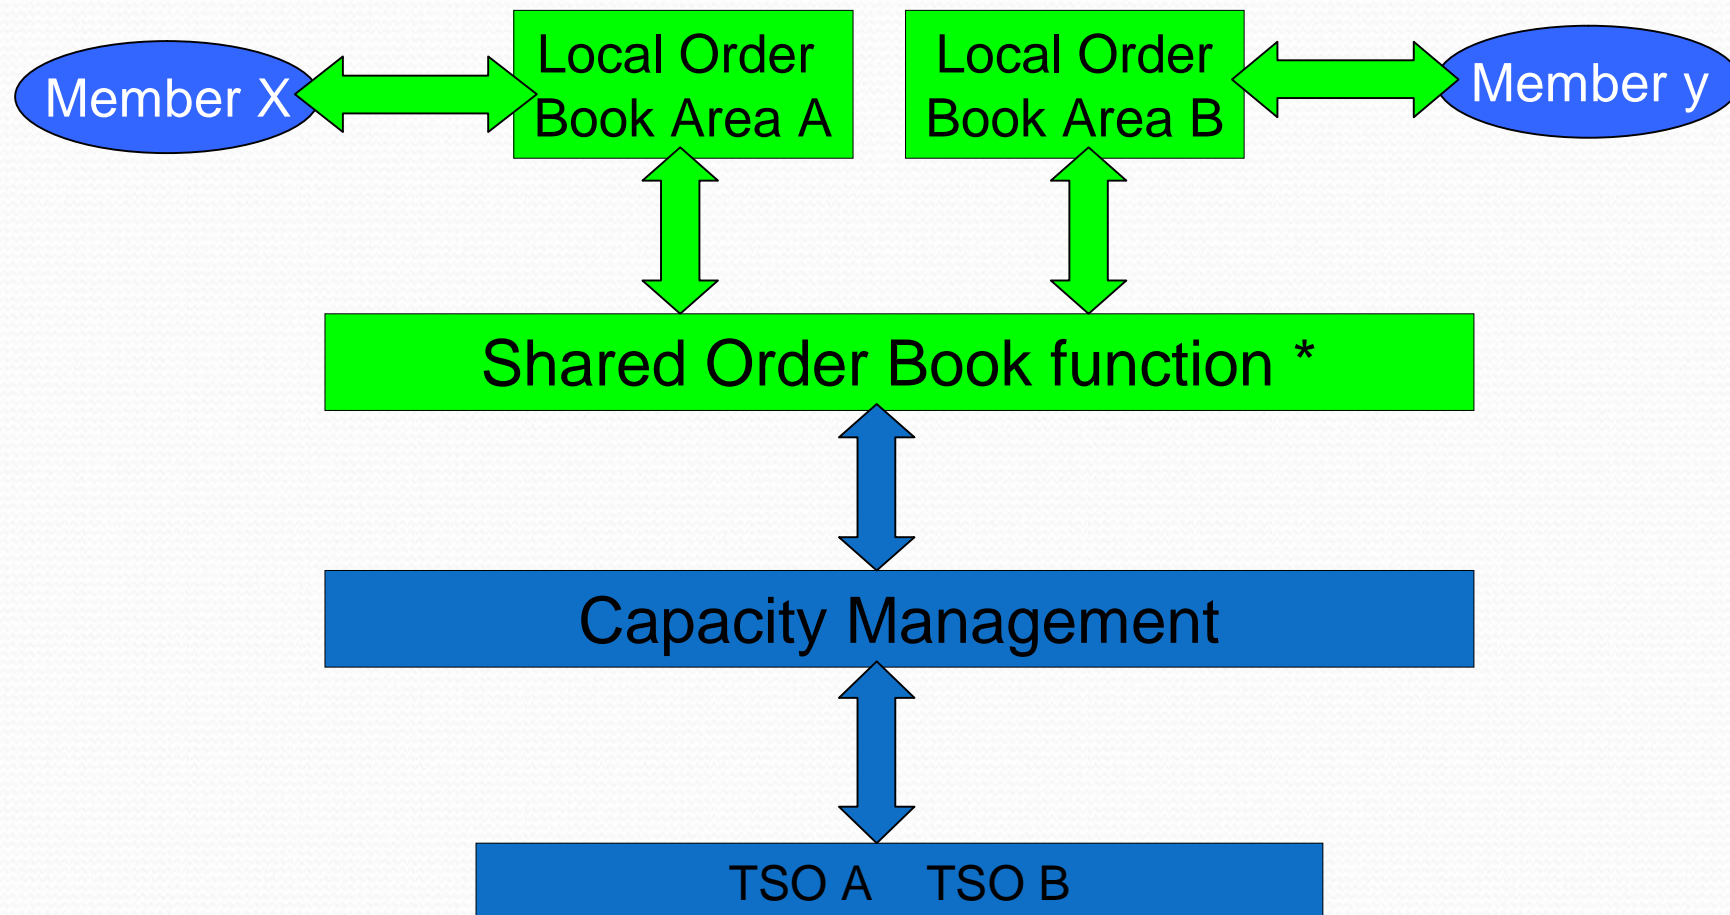 Member X
Local Order
Book Area A
Local Order
Book Area B
Member y
Shared Order Book function *
Capacity Management
TSO A TSO B